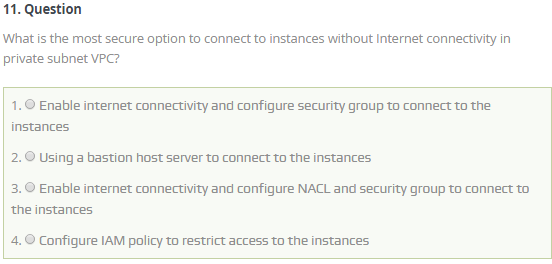 11. Question
What is the most secure option to connect to instances without Internet connectivity in
private subnet VPC?
1. Enable internet connectivity and configure security group to connect to the
instances
2. Using a bastion host server to connect to the instances
3. Enable internet connectivity and configure NACL and security group to connect to
the instances
4. Configure IAM policy to restrict access to the instances